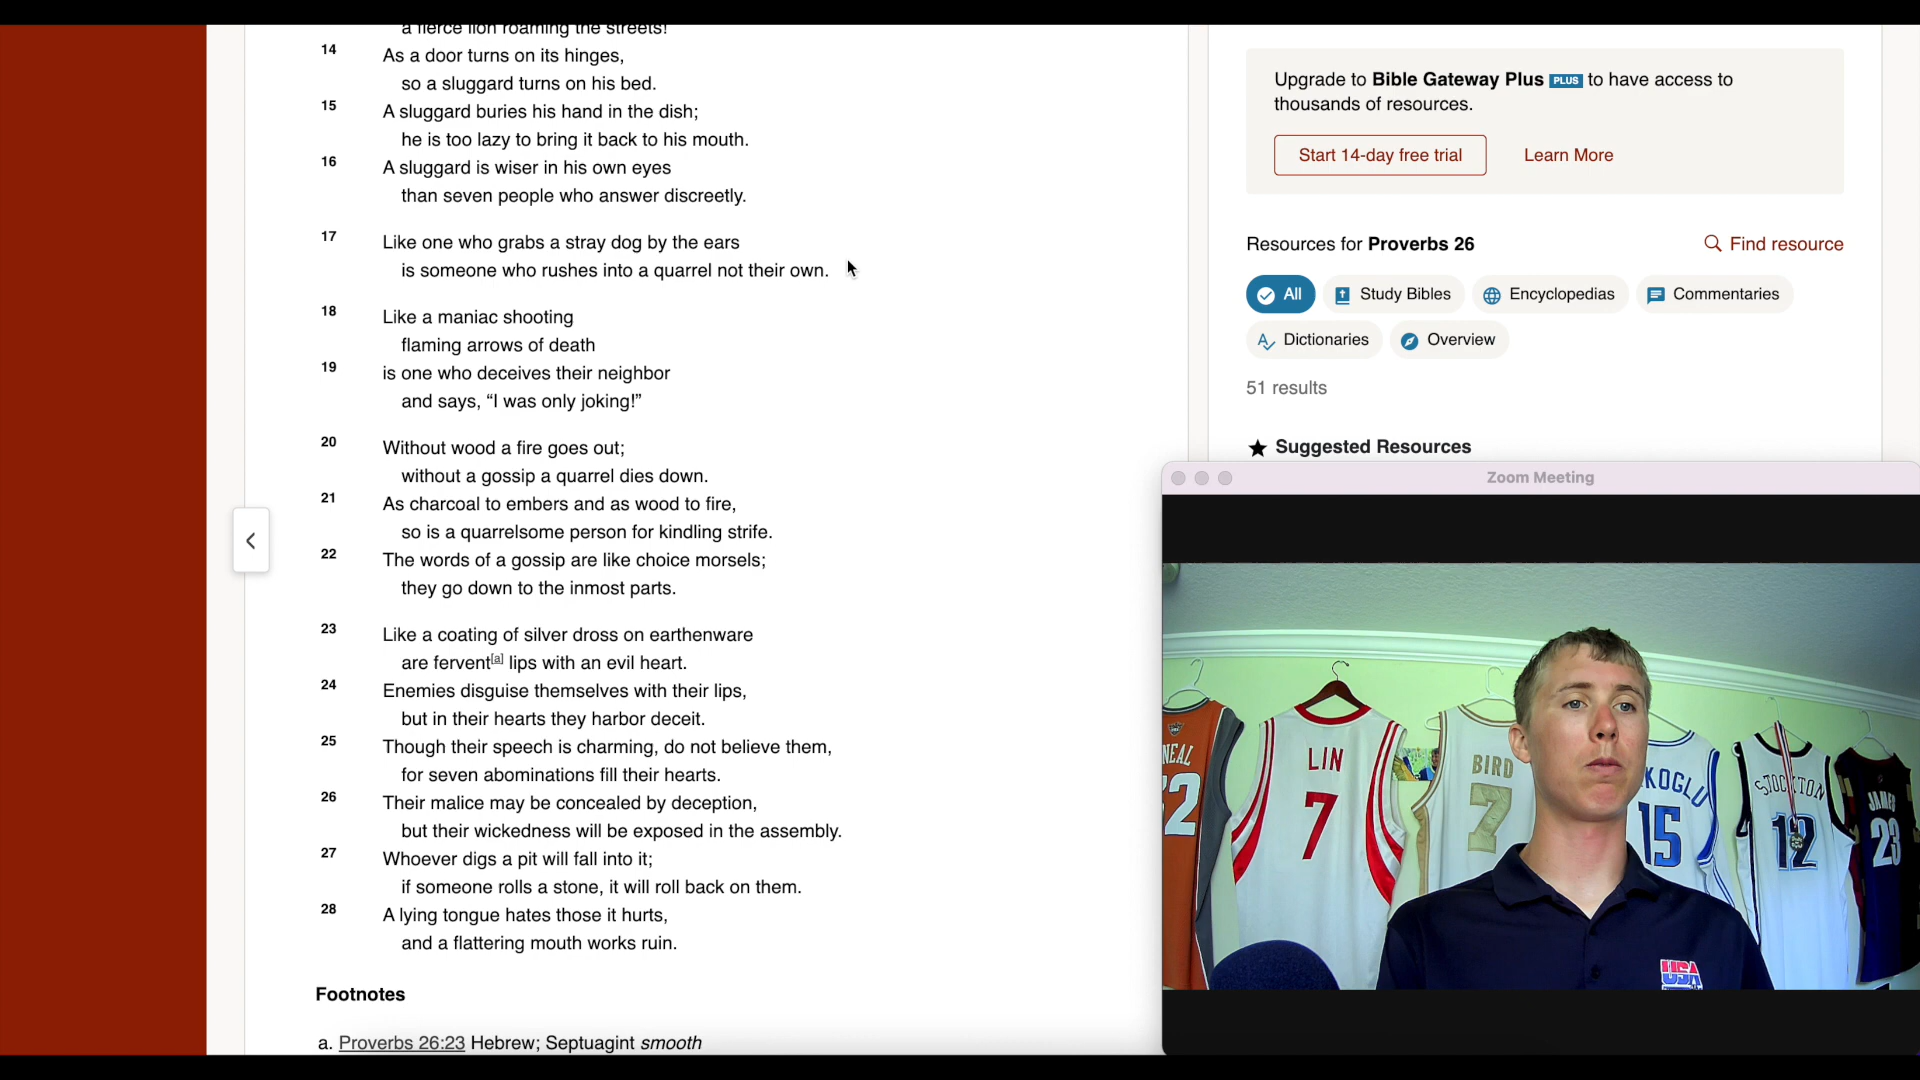 a fierce lion roaming the streets!
14 As a door turns on its hinges,
so a sluggard turns on his bed.
15 A sluggard buries his hand in the dish;
he is too lazy to bring it back to his mouth.
16 A sluggard is wiser in his own eyes
than seven people who answer discreetly.
17 Like one who grabs a stray dog by the ears
is someone who rushes into a quarrel not their own.
18 Like a maniac shooting
flaming arrows of death
19 is one who deceives their neighbor
and says, “I was only joking!”
20 Without wood a fire goes out;
without a gossip a quarrel dies down.
21 As charcoal to embers and as wood to fire,
so is a quarrelsome person for kindling strife.
22 The words of a gossip are like choice morsels;
they go down to the inmost parts.
23 Like a coating of silver dross on earthenware
are fervent[a] lips with an evil heart.
24 Enemies disguise themselves with their lips,
but in their hearts they harbor deceit.
25 Though their speech is charming, do not believe them,
for seven abominations fill their hearts.
26 Their malice may be concealed by deception,
but their wickedness will be exposed in the assembly.
27 Whoever digs a pit will fall into it;
if someone rolls a stone, it will roll back on them.
28 A lying tongue hates those it hurts,
and a flattering mouth works ruin.
Footnotes
a. Proverbs 26:23 Hebrew; Septuagint smooth
Upgrade to Bible Gateway Plus PLUS to have access to
thousands of resources.
Start 14-day free trial Learn More
Resources for Proverbs 26 Find resource
All Study Bibles Encyclopedias Commentaries
Dictionaries Overview
51 results
Suggested Resources
Zoom Meeting
NEAL
32
LIN
7
BIRD
7
KOGLU
15
STOCKTON
12
JAMES
23
USA